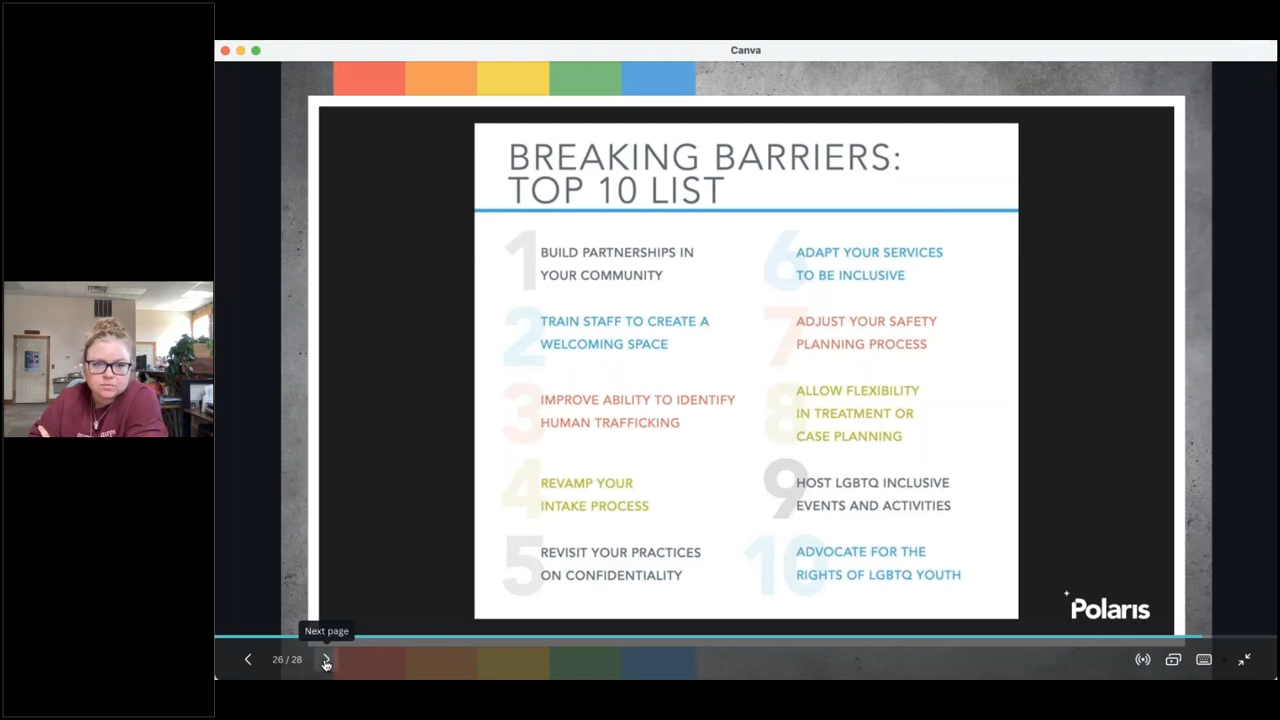 Canva
BREAKING BARRIERS:
TOP 10 LIST
1
BUILD PARTNERSHIPS IN
YOUR COMMUNITY
2
TRAIN STAFF TO CREATE A
WELCOMING SPACE
3
IMPROVE ABILITY TO IDENTIFY
HUMAN TRAFFICKING
4
REVAMP YOUR
INTAKE PROCESS
5
REVISIT YOUR PRACTICES
ON CONFIDENTIALITY
6
ADAPT YOUR SERVICES
TO BE INCLUSIVE
7
ADJUST YOUR SAFETY
PLANNING PROCESS
8
ALLOW FLEXIBILITY
IN TREATMENT OR
CASE PLANNING
9
HOST LGBTQ INCLUSIVE
EVENTS AND ACTIVITIES
10
ADVOCATE FOR THE
RIGHTS OF LGBTQ YOUTH
Polaris
Next page
26 / 28